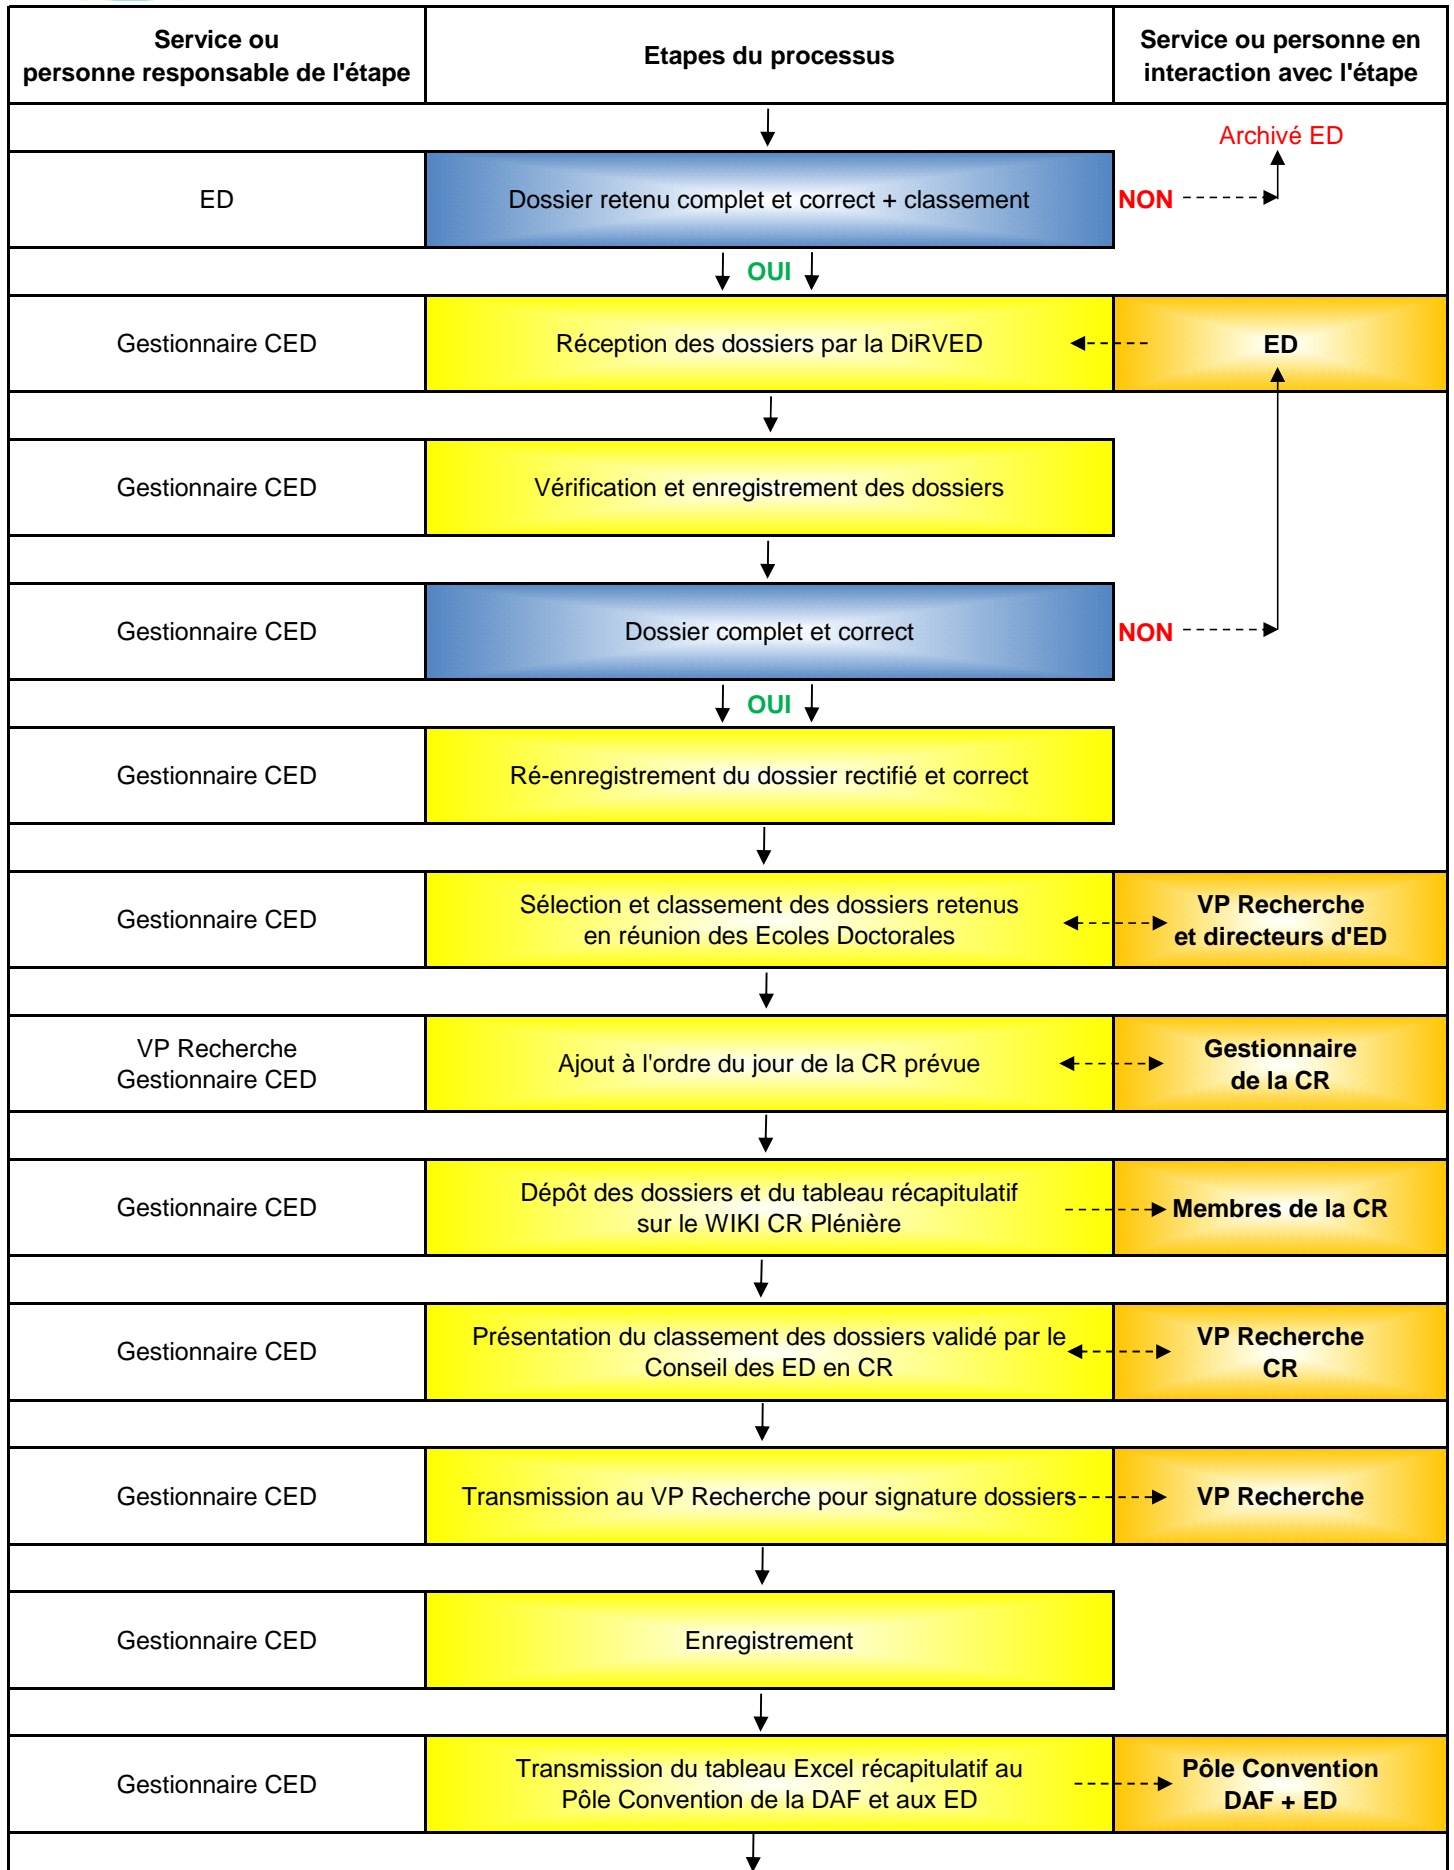 Service ou
personne responsable de l'étape
Etapes du processus
Service ou personne en
interaction avec l'étape
Archivé ED
ED
Dossier retenu complet et correct + classement
NON
OUI
Gestionnaire CED
Réception des dossiers par la DiRVED
ED
Gestionnaire CED
Vérification et enregistrement des dossiers
Gestionnaire CED
Dossier complet et correct
NON
OUI
Gestionnaire CED
Ré-enregistrement du dossier rectifié et correct
Gestionnaire CED
Sélection et classement des dossiers retenus
en réunion des Ecoles Doctorales
VP Recherche
et directeurs d'ED
VP Recherche
Gestionnaire CED
Ajout à l'ordre du jour de la CR prévue
Gestionnaire
de la CR
Gestionnaire CED
Dépôt des dossiers et du tableau récapitulatif
sur le WIKI CR Plénière
Membres de la CR
Gestionnaire CED
Présentation du classement des dossiers validé par le
Conseil des ED en CR
VP Recherche
CR
Gestionnaire CED
Transmission au VP Recherche pour signature dossiers
VP Recherche
Gestionnaire CED
Enregistrement
Gestionnaire CED
Transmission du tableau Excel récapitulatif au
Pôle Convention de la DAF et aux ED
Pôle Convention
DAF + ED